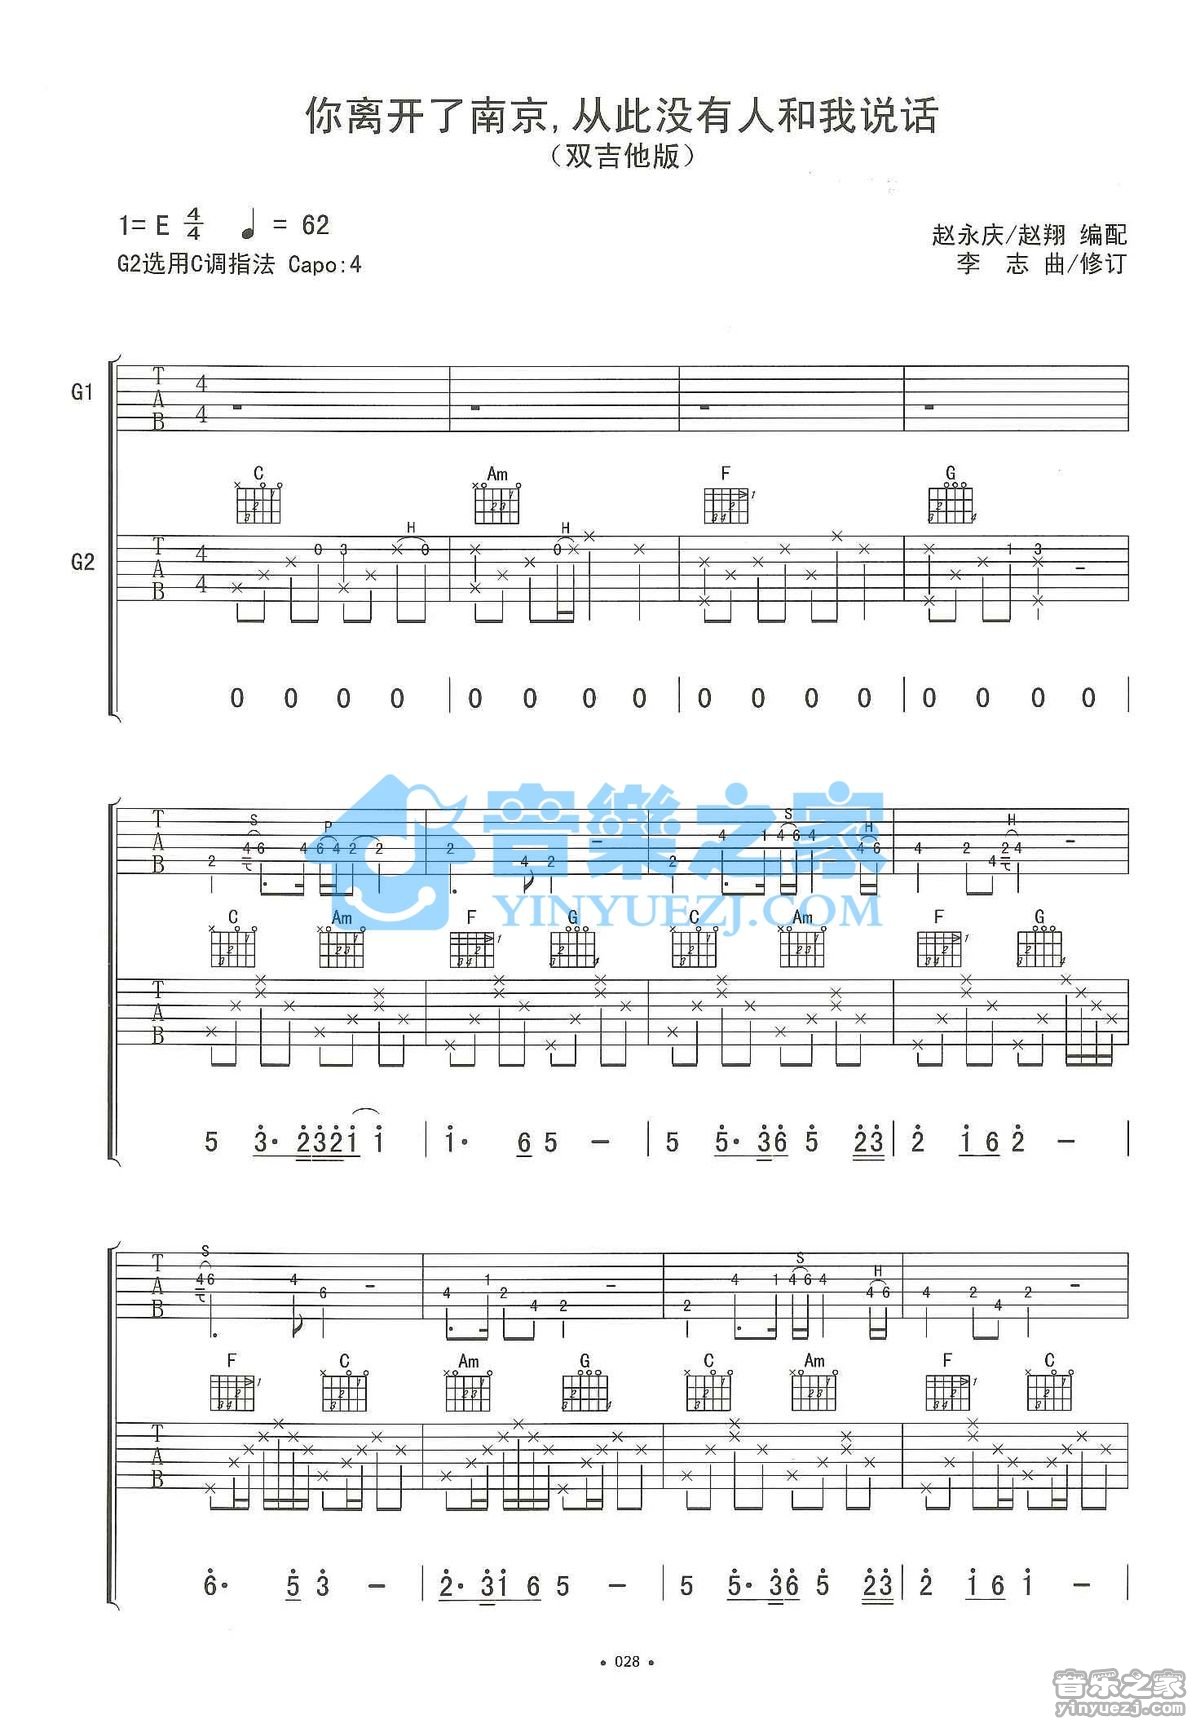 你离开了南京,从此没有人和我说话
（双吉他版）
1= E 4/4 ♩ = 62
赵永庆/赵翔 编配
G2选用C调指法 Capo:4
李 志 曲/修订
G1
T A B 4 4
C Am F G
H H
G2
T A B 4 4
0 3 0 0 1 3
0 0 0 0 | 0 0 0 0 | 0 0 0 0 | 0 0 0 0 |
S P S H H
T A B
2 4 6 4 6 4 2 2 2 4 2 2 4 1 4 6 4 4 6 4 2 4 2 4
音樂之家
YINYUEZJ.COM
C Am F G C Am F G
T A B
5 3· 2 3 2 1 1 | 1· 6 5 - | 5 5· 3 6 5 2 3 | 2 1 6 2 - |
S S H
T A B
4 6 4 6 4 1 2 4 2 2 4 1 4 6 4 4 6 4 2 4 2
F C Am G C Am F C
T A B
6· 5 3 - | 2· 3 1 6 5 - | 5 5· 3 6 5 2 3 | 2 1 6 1 - |
• 028 •
音乐之家
yinyuezj.com